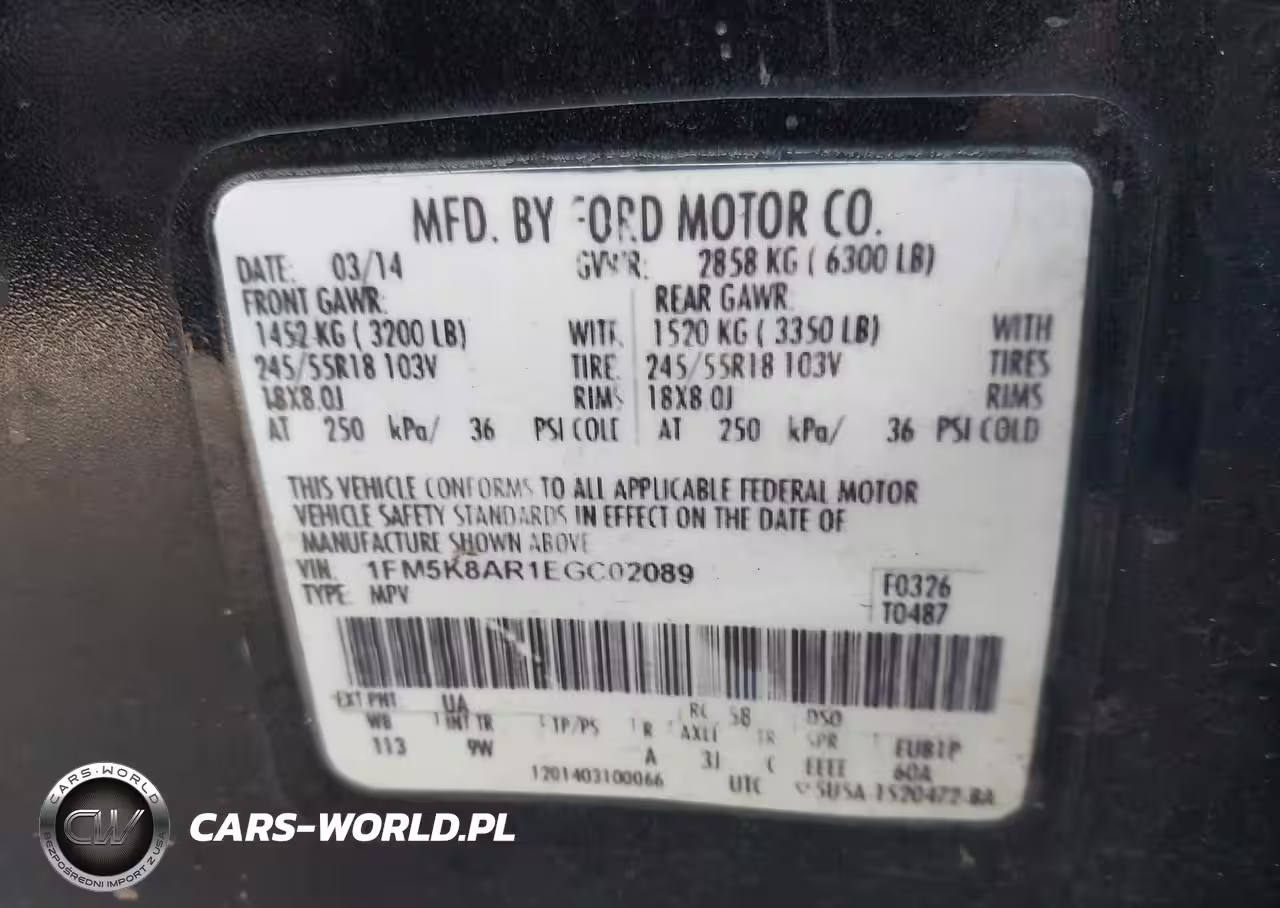 MFD. BY FORD MOTOR CO.
DATE: 03/14 GVWR: 2858 KG ( 6300 LB)
FRONT GAWR: REAR GAWR:
1452 KG ( 3200 LB) WITH 1520 KG ( 3350 LB) WITH
245/55R18 103V TIRE 245/55R18 103V TIRES
18X8.0J RIMS 18X8.0J RIMS
AT 250 kPa/ 36 PSI COLD AT 250 kPa/ 36 PSI COLD
THIS VEHICLE CONFORMS TO ALL APPLICABLE FEDERAL MOTOR
VEHICLE SAFETY STANDARDS IN EFFECT ON THE DATE OF
MANUFACTURE SHOWN ABOVE
VIN: 1FM5K8AR1EGC02089
TYPE: MPV
F0326
T0487
EXT PNT UA RC 58 DSO
WB INT TR TP/PS R AXLE TR SPR EUB1P
113 9W A 3J C EEEE 60A
1201403100066 UTC 1520472-BA
CARS-WORLD
CW
BEZPOŚREDNI IMPORT Z USA
CARS-WORLD.PL